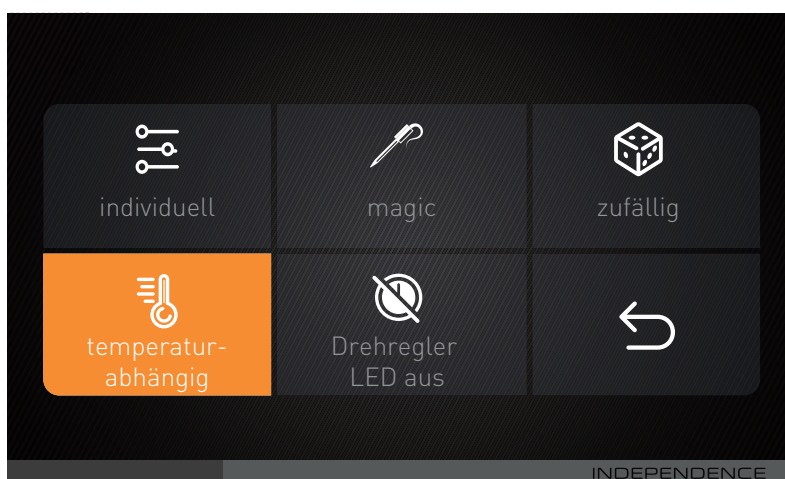 individuell
magic
zufällig
temperatur-
abhängig
Drehregler
LED aus
INDEPENDENCE